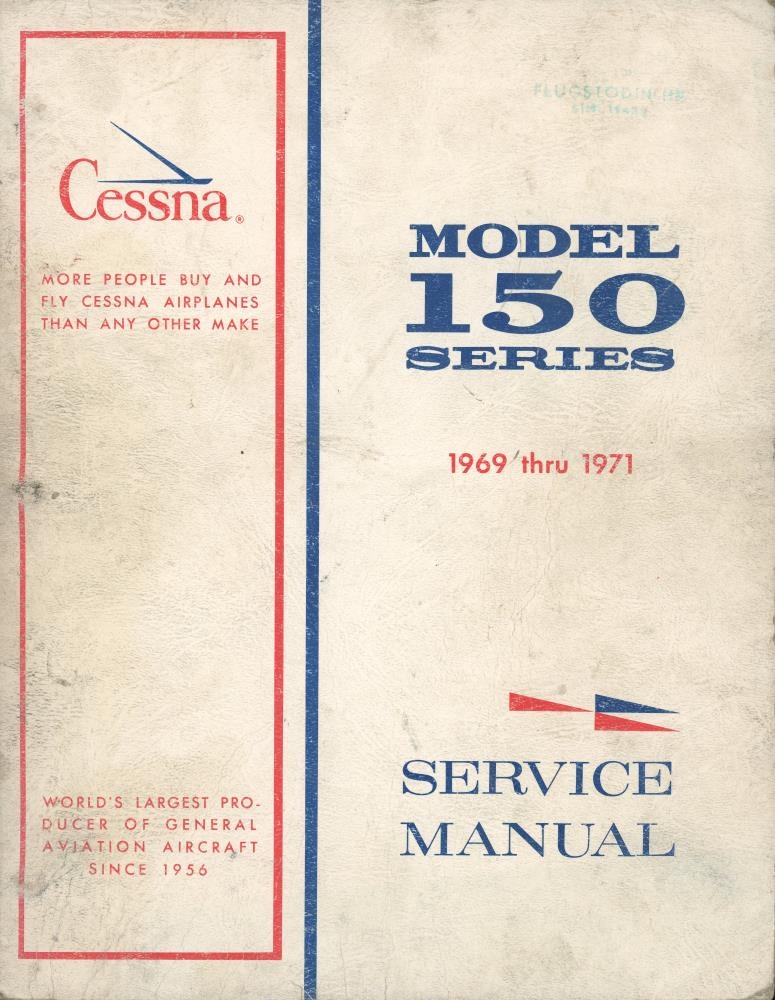 Cessna®
MORE PEOPLE BUY AND
FLY CESSNA AIRPLANES
THAN ANY OTHER MAKE
WORLD'S LARGEST PRO-
DUCER OF GENERAL
AVIATION AIRCRAFT
SINCE 1956
FLUGSTÖÐIN
MODEL
150
SERIES
1969 thru 1971
SERVICE
MANUAL